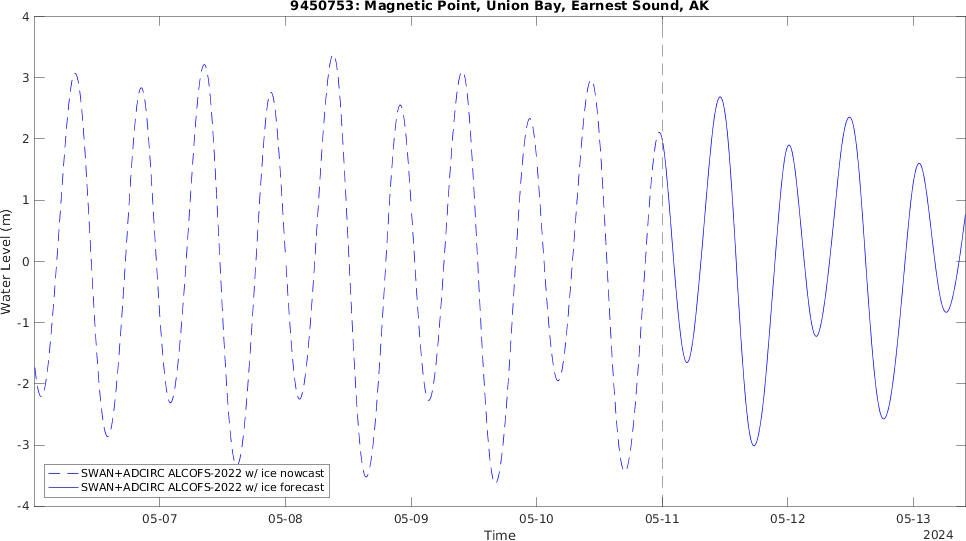 9450753: Magnetic Point, Union Bay, Earnest Sound, AK
4
3
2
1
0
-1
-2
-3
-4
Water Level (m)
SWAN+ADCIRC ALCOFS-2022 w/ ice nowcast
SWAN+ADCIRC ALCOFS-2022 w/ ice forecast
05-07 05-08 05-09 05-10 05-11 05-12 05-13
Time
2024